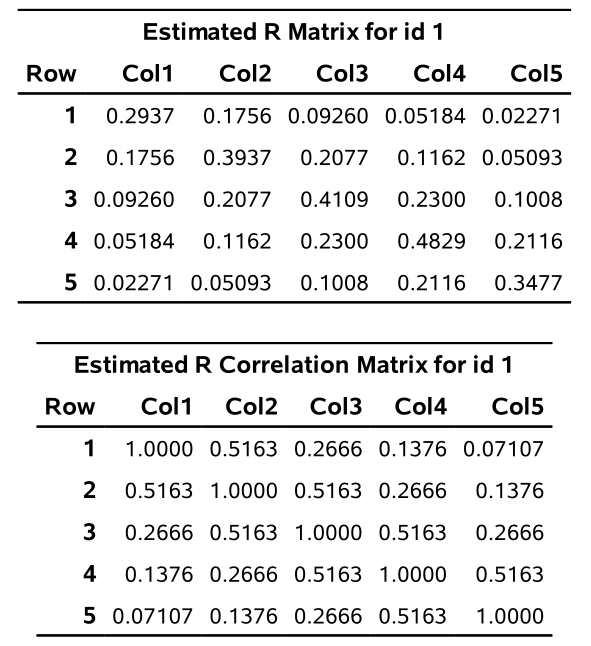 Estimated R Matrix for id 1
Row Col1 Col2 Col3 Col4 Col5
1 0.2937 0.1756 0.09260 0.05184 0.02271
2 0.1756 0.3937 0.2077 0.1162 0.05093
3 0.09260 0.2077 0.4109 0.2300 0.1008
4 0.05184 0.1162 0.2300 0.4829 0.2116
5 0.02271 0.05093 0.1008 0.2116 0.3477
Estimated R Correlation Matrix for id 1
Row Col1 Col2 Col3 Col4 Col5
1 1.0000 0.5163 0.2666 0.1376 0.07107
2 0.5163 1.0000 0.5163 0.2666 0.1376
3 0.2666 0.5163 1.0000 0.5163 0.2666
4 0.1376 0.2666 0.5163 1.0000 0.5163
5 0.07107 0.1376 0.2666 0.5163 1.0000